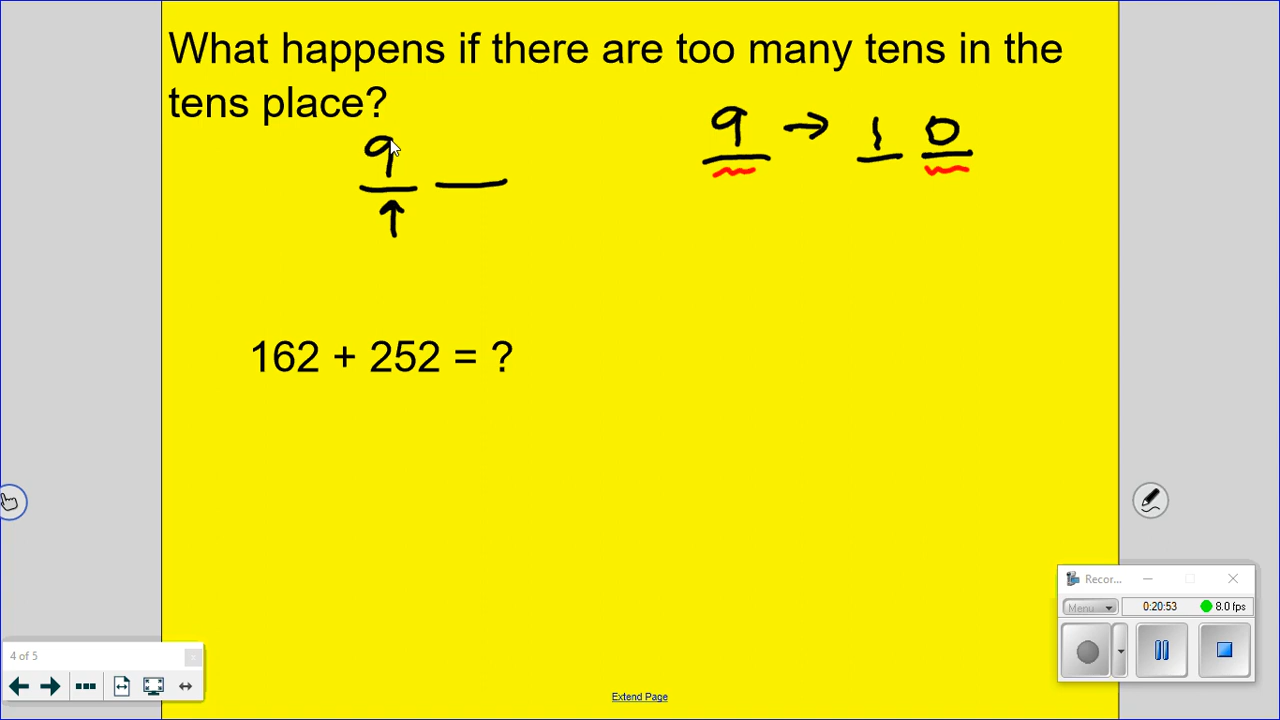 What happens if there are too many tens in the
tens place?
9 → 1 0
9
162 + 252 = ?
Recor...
Menu
0:20:53
8.0 fps
4 of 5
Extend Page